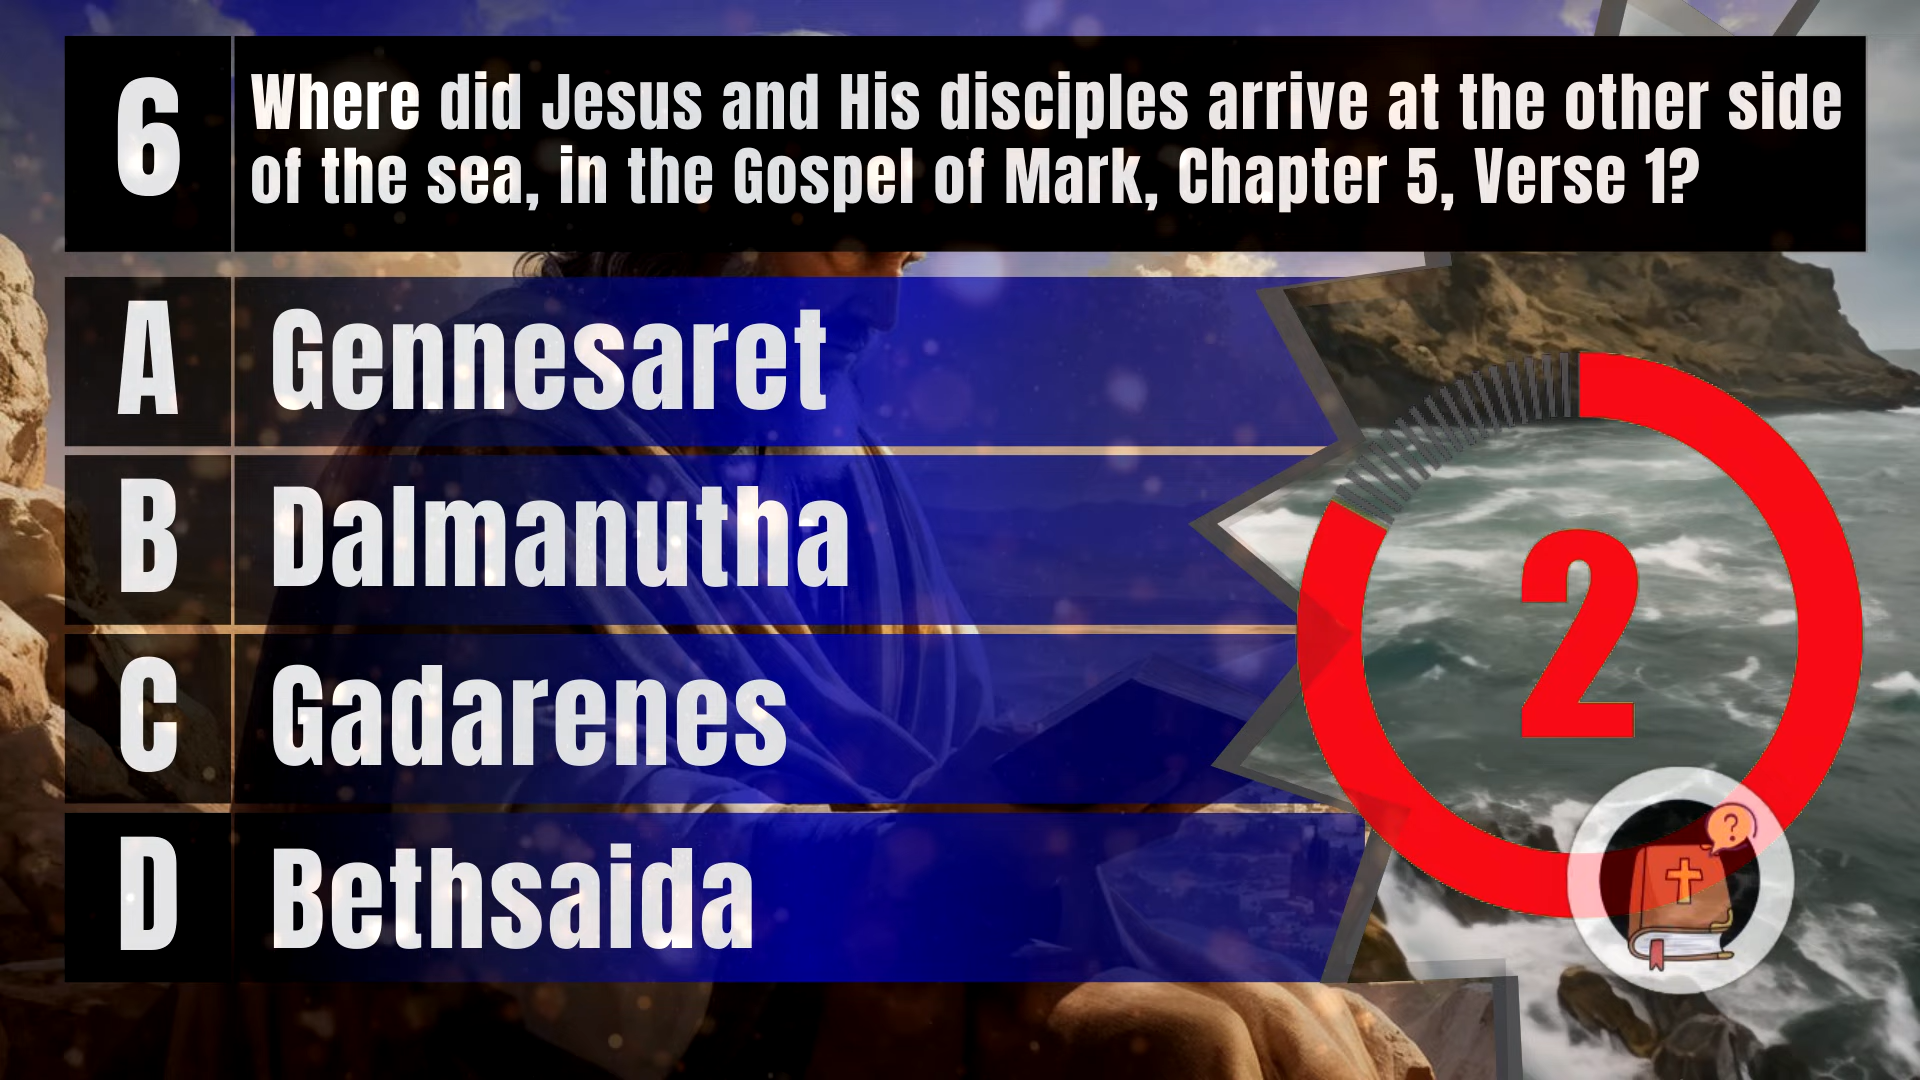 6
Where did Jesus and His disciples arrive at the other side
of the sea, in the Gospel of Mark, Chapter 5, Verse 1?
A
Gennesaret
B
Dalmanutha
C
Gadarenes
D
Bethsaida
2
?